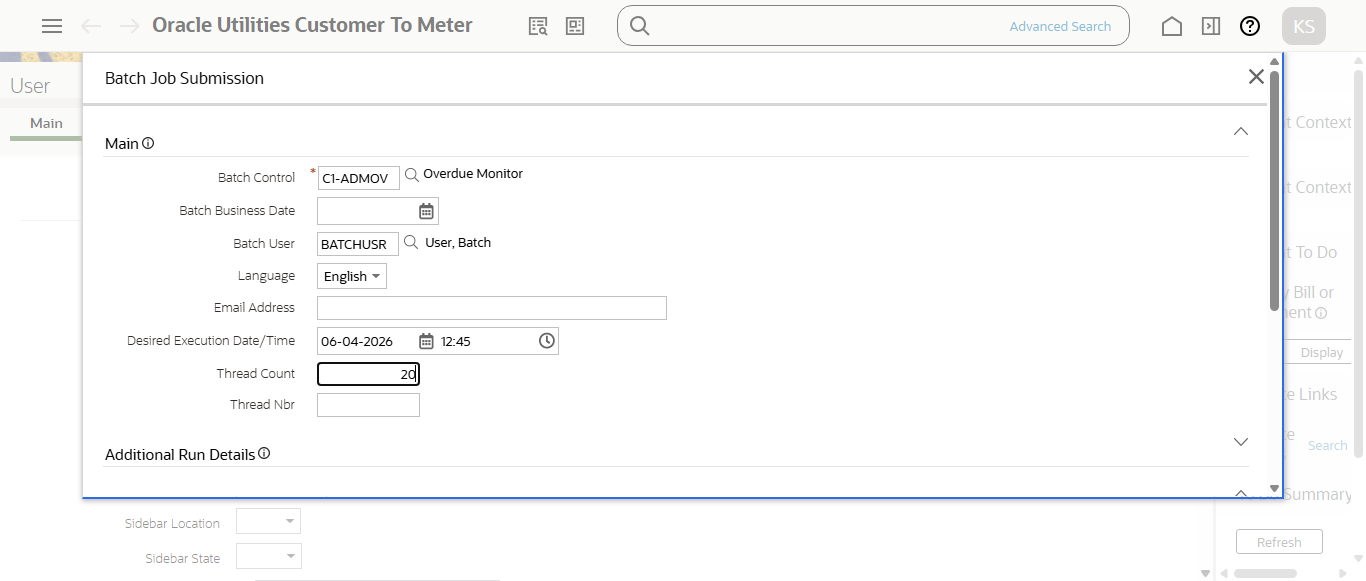 Oracle Utilities Customer To Meter
Advanced Search
KS
User
Main
Batch Job Submission
Main
Batch Control * C1-ADMOV Overdue Monitor
Batch Business Date
Batch User BATCHUSR User, Batch
Language English
Email Address
Desired Execution Date/Time 06-04-2026 12:45
Thread Count 20
Thread Nbr
Additional Run Details
t Context
t Context
t To Do
Bill or
Display
Links
Search
Summary
Refresh
Sidebar Location
Sidebar State